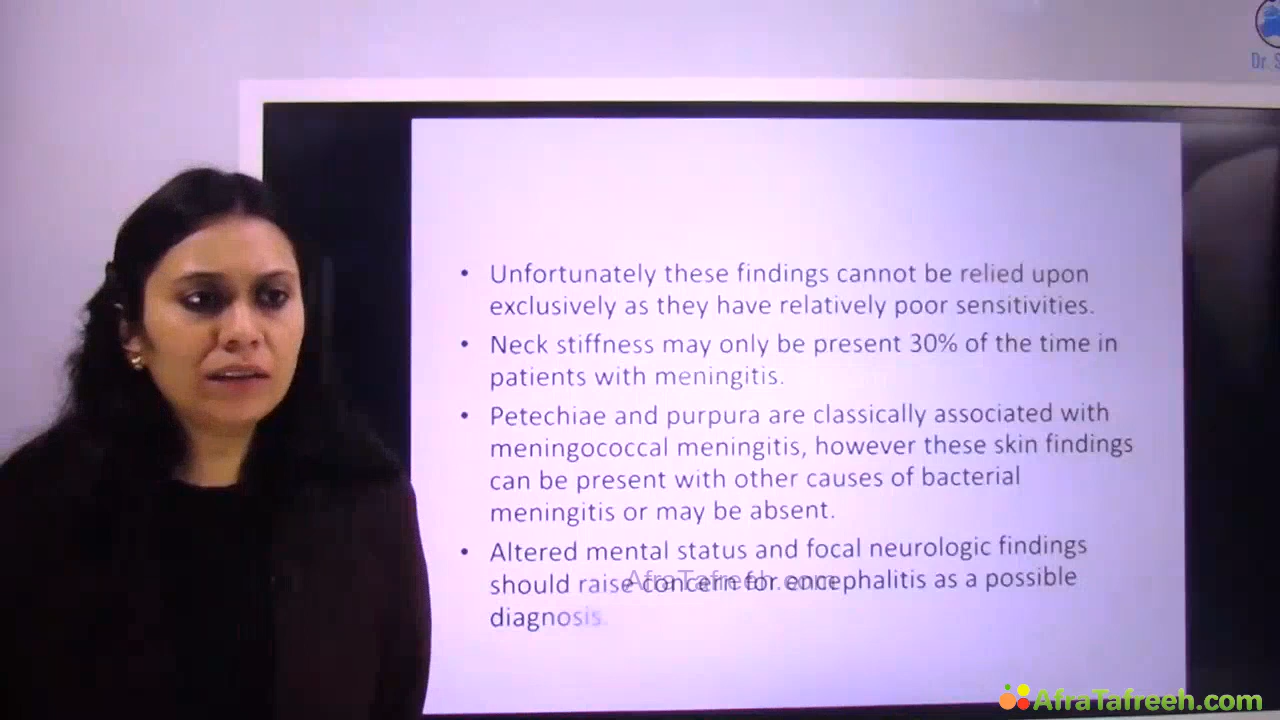 Dr. S
• Unfortunately these findings cannot be relied upon
exclusively as they have relatively poor sensitivities.
• Neck stiffness may only be present 30% of the time in
patients with meningitis.
• Petechiae and purpura are classically associated with
meningococcal meningitis, however these skin findings
can be present with other causes of bacterial
meningitis or may be absent.
• Altered mental status and focal neurologic findings
should raise concern for encephalitis as a possible
diagnosis.
AfraTafreeh.com
AfraTafreeh.com